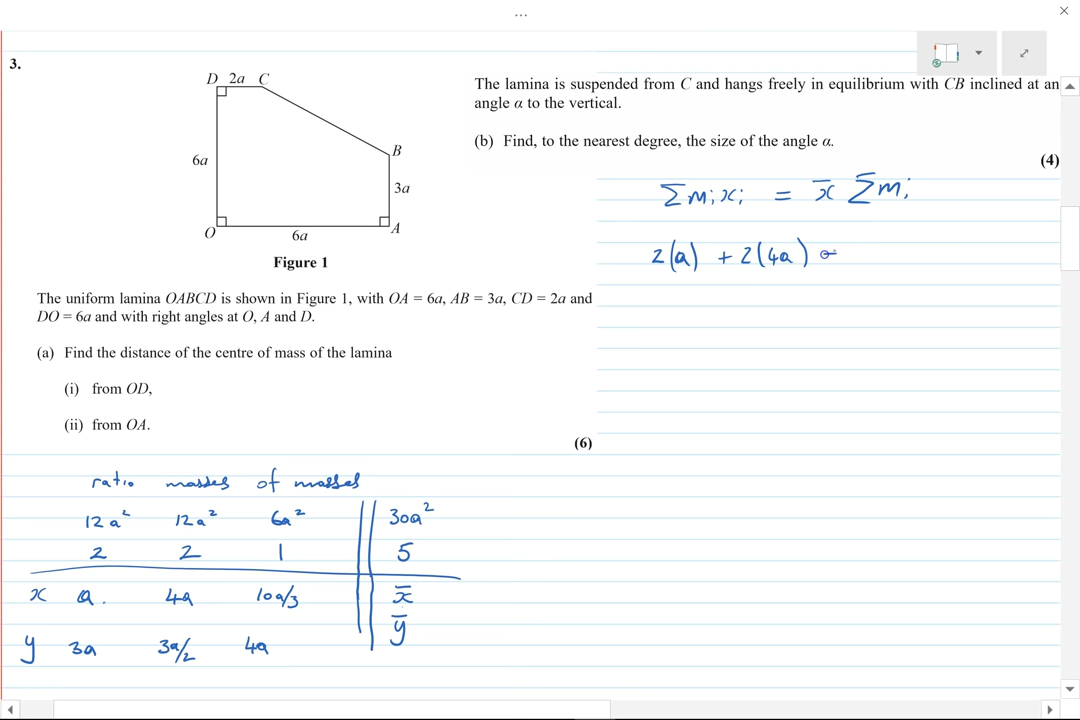 3.
D 2a C
6a
B
3a
O
6a
A
Figure 1
The uniform lamina OABCD is shown in Figure 1, with OA = 6a, AB = 3a, CD = 2a and
DO = 6a and with right angles at O, A and D.
(a) Find the distance of the centre of mass of the lamina
(i) from OD,
(ii) from OA.
(6)
The lamina is suspended from C and hangs freely in equilibrium with CB inclined at an
angle α to the vertical.
(b) Find, to the nearest degree, the size of the angle α.
(4)
Σ mᵢ xᵢ = x̄ Σ mᵢ
2(a) + 2(4a)
ratio masses of masses
12a² 12a² 6a² 30a²
2 2 1 5
x a. 4a 10a/3 x̄
y 3a 3a/2 4a ȳ